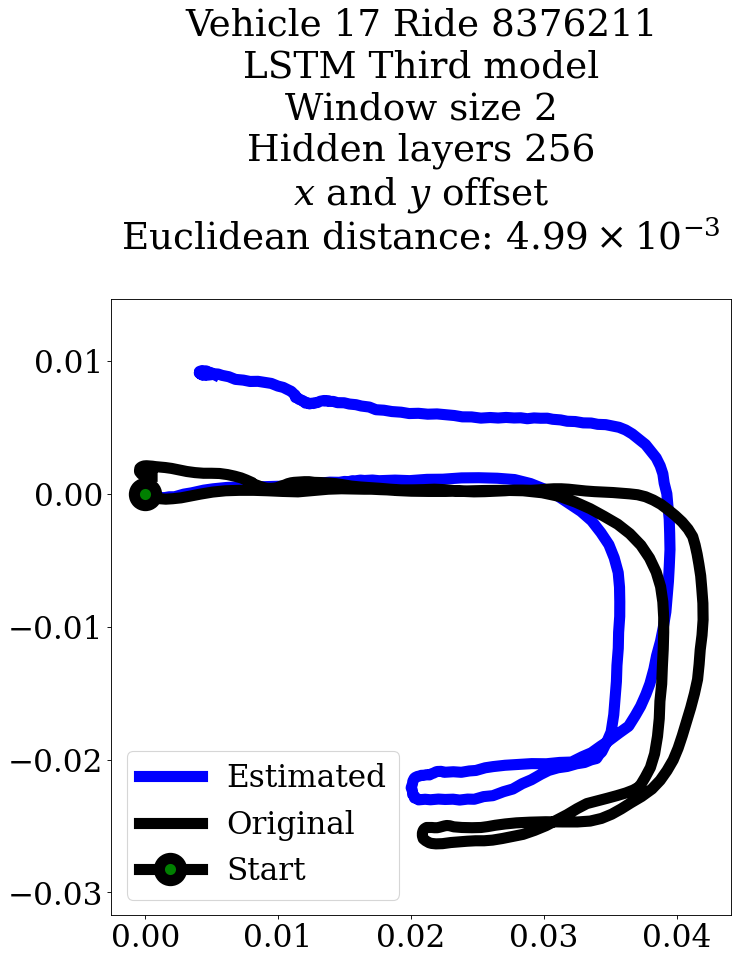 Vehicle 17 Ride 8376211
LSTM Third model
Window size 2
Hidden layers 256
x and y offset
Euclidean distance: 4.99 × 10⁻³
0.01
0.00
−0.01
−0.02
−0.03
Estimated
Original
Start
0.00 0.01 0.02 0.03 0.04